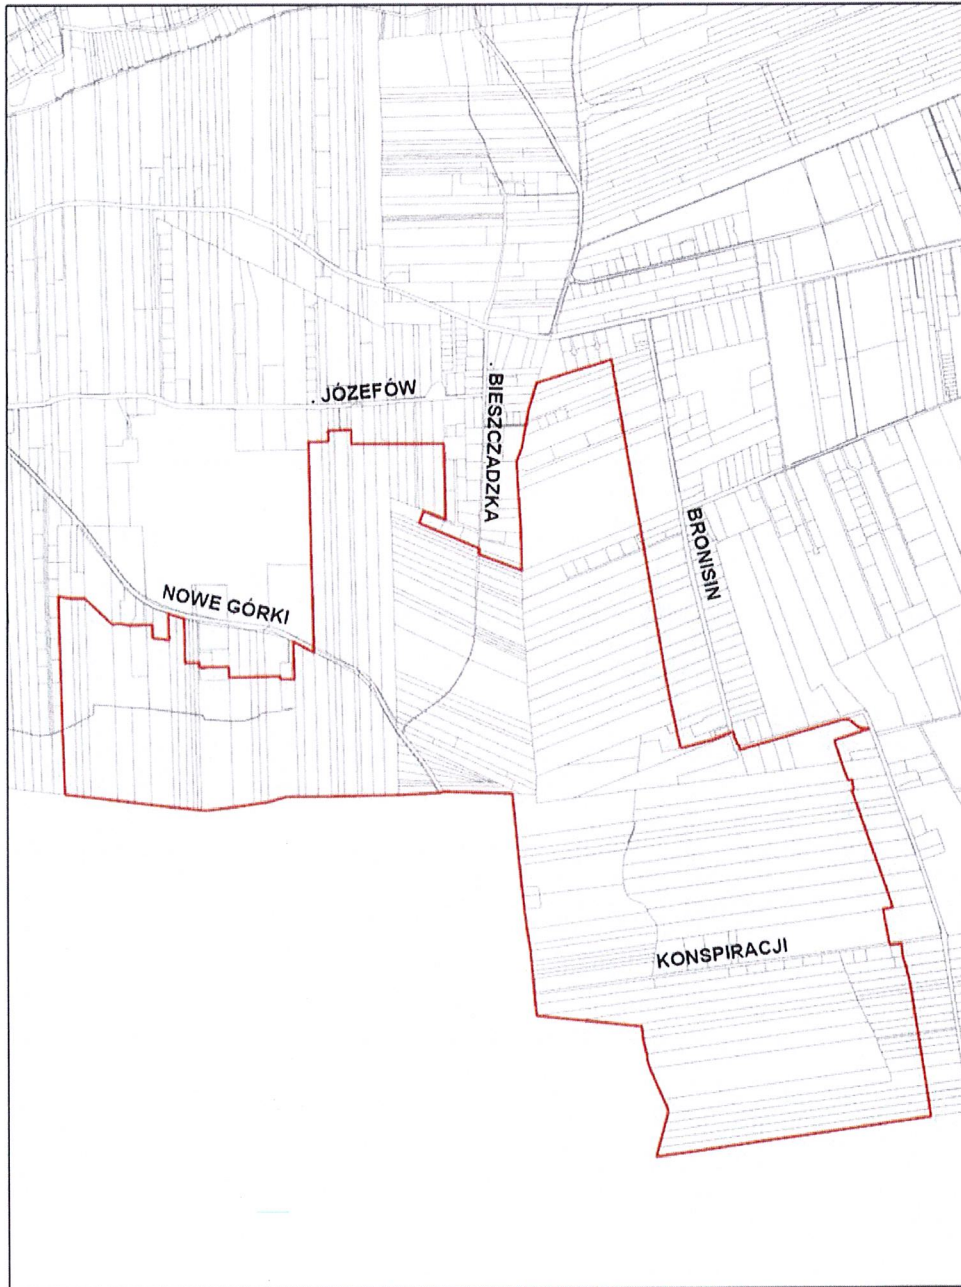 . JÓZEFÓW
. BIESZCZADZKA
BRONISIN
NOWE GÓRKI
KONSPIRACJI